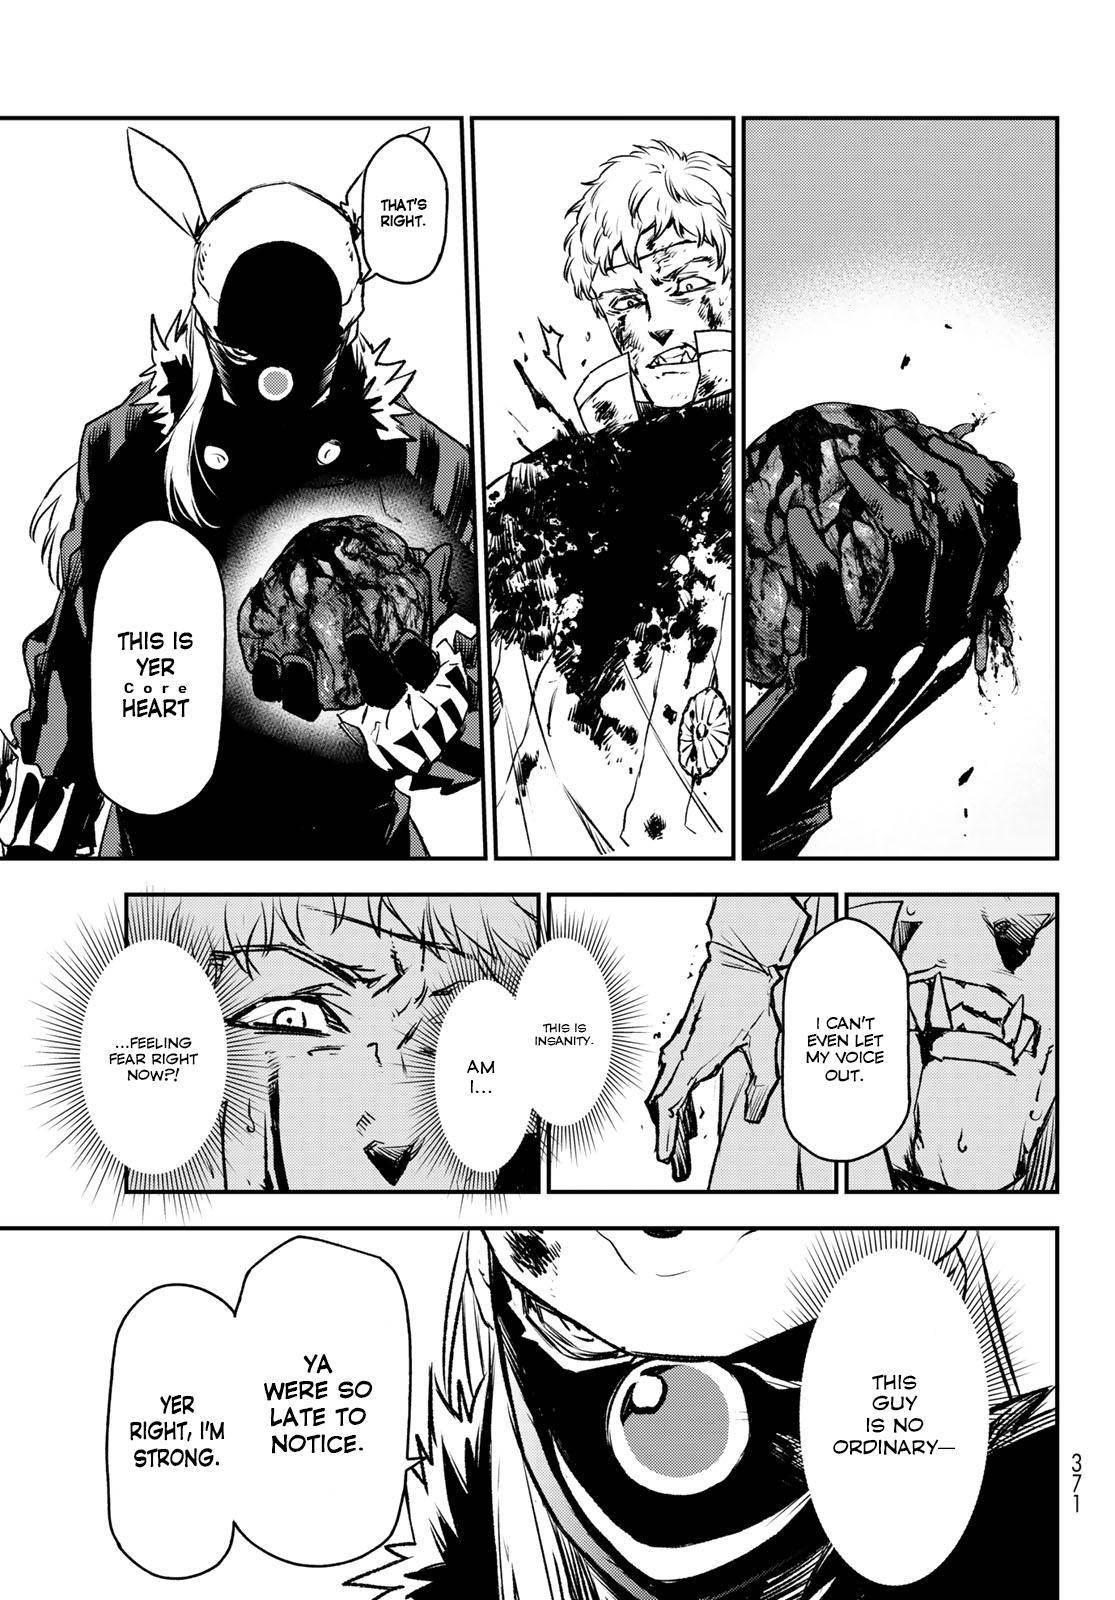 THAT'S
RIGHT.
THIS IS
YER
Core
HEART
I CAN'T
EVEN LET
MY VOICE
OUT.
THIS IS
INSANITY.
AM
I...
...FEELING
FEAR RIGHT
NOW?!
THIS
GUY
IS NO
ORDINARY—
YA
WERE SO
LATE TO
NOTICE.
YER
RIGHT, I'M
STRONG.
371